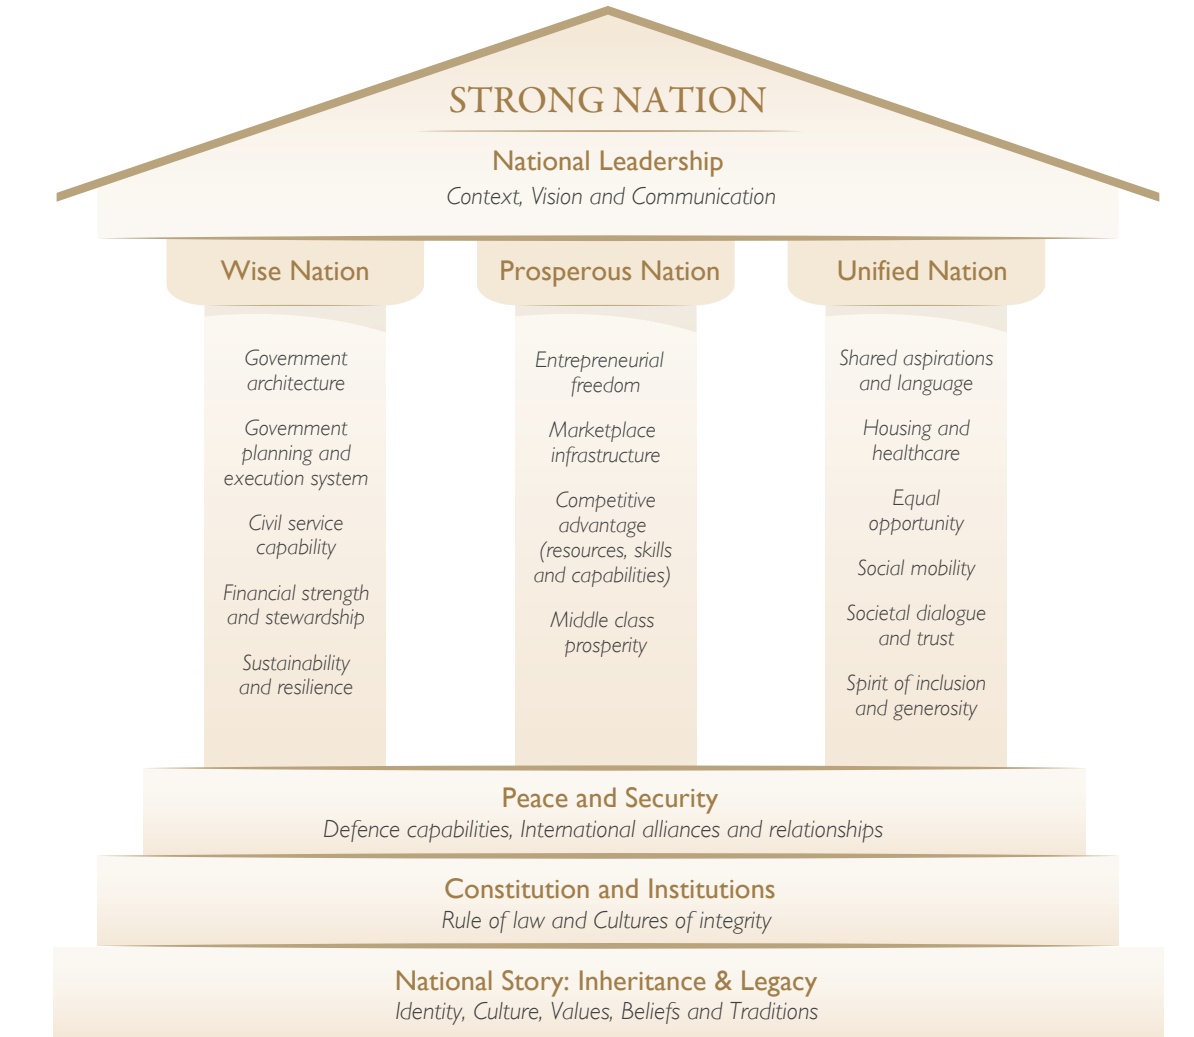 STRONG NATION
National Leadership
Context, Vision and Communication
Wise Nation
Government
architecture
Government
planning and
execution system
Civil service
capability
Financial strength
and stewardship
Sustainability
and resilience
Prosperous Nation
Entrepreneurial
freedom
Marketplace
infrastructure
Competitive
advantage
(resources, skills
and capabilities)
Middle class
prosperity
Unified Nation
Shared aspirations
and language
Housing and
healthcare
Equal
opportunity
Social mobility
Societal dialogue
and trust
Spirit of inclusion
and generosity
Peace and Security
Defence capabilities, International alliances and relationships
Constitution and Institutions
Rule of law and Cultures of integrity
National Story: Inheritance & Legacy
Identity, Culture, Values, Beliefs and Traditions